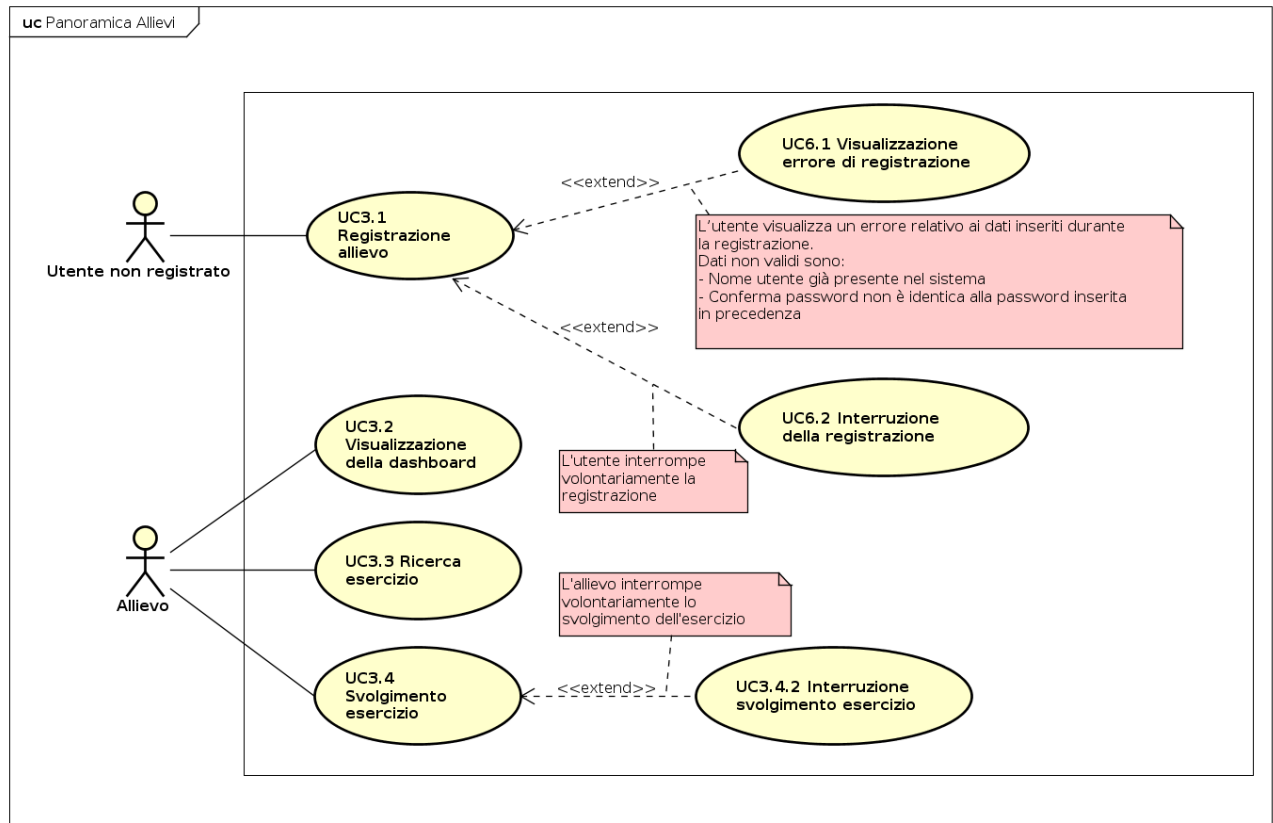 uc Panoramica Allievi
UC6.1 Visualizzazione
errore di registrazione
<<extend>>
UC3.1
Registrazione
allievo
Utente non registrato
L'utente visualizza un errore relativo ai dati inseriti durante
la registrazione.
Dati non validi sono:
- Nome utente già presente nel sistema
- Conferma password non è identica alla password inserita
in precedenza
<<extend>>
UC6.2 Interruzione
della registrazione
UC3.2
Visualizzazione
della dashboard
L'utente interrompe
volontariamente la
registrazione
UC3.3 Ricerca
esercizio
Allievo
L'allievo interrompe
volontariamente lo
svolgimento dell'esercizio
UC3.4
Svolgimento
esercizio
<<extend>>
UC3.4.2 Interruzione
svolgimento esercizio